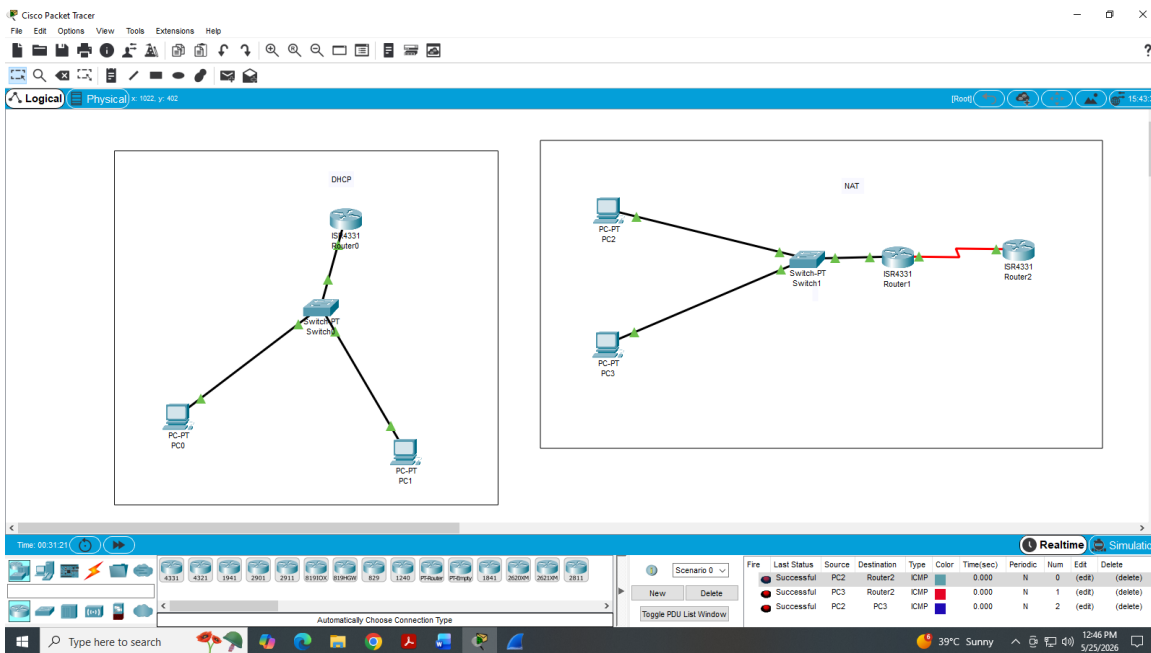 Cisco Packet Tracer
File Edit Options View Tools Extensions Help
?
Logical Physical x: 1022, y: 402 [Root] 15:43:
DHCP
ISR4331
Router0
Switch-PT
Switch0
PC-PT
PC0
PC-PT
PC1
NAT
PC-PT
PC2
Switch-PT
Switch1
ISR4331
Router1
ISR4331
Router2
PC-PT
PC3
Time: 00:31:21 Realtime Simulatio
4331 4321 1941 2901 2911 819IOX 819HGW 829 1240 PT-Router PT-Empty 1841 2620XM 2621XM 2811
Automatically Choose Connection Type
Scenario 0
New Delete
Toggle PDU List Window
Fire Last Status Source Destination Type Color Time(sec) Periodic Num Edit Delete
Successful PC2 Router2 ICMP 0.000 N 0 (edit) (delete)
Successful PC3 Router2 ICMP 0.000 N 1 (edit) (delete)
Successful PC2 PC3 ICMP 0.000 N 2 (edit) (delete)
Type here to search
6
39°C Sunny
12:46 PM
5/25/2026